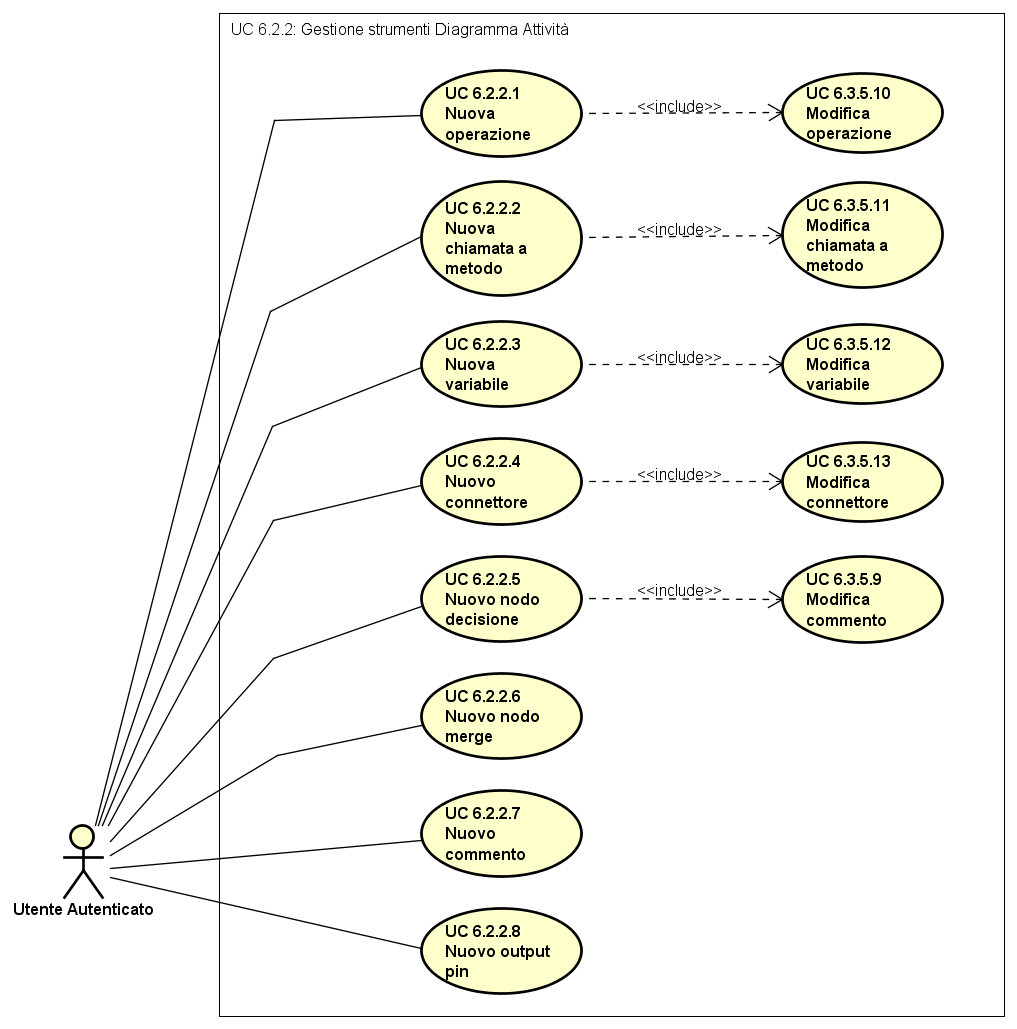 UC 6.2.2: Gestione strumenti Diagramma Attività
UC 6.2.2.1
Nuova
operazione
<<include>>
UC 6.3.5.10
Modifica
operazione
UC 6.2.2.2
Nuova
chiamata a
metodo
<<include>>
UC 6.3.5.11
Modifica
chiamata a
metodo
UC 6.2.2.3
Nuova
variabile
<<include>>
UC 6.3.5.12
Modifica
variabile
UC 6.2.2.4
Nuovo
connettore
<<include>>
UC 6.3.5.13
Modifica
connettore
UC 6.2.2.5
Nuovo nodo
decisione
<<include>>
UC 6.3.5.9
Modifica
commento
UC 6.2.2.6
Nuovo nodo
merge
UC 6.2.2.7
Nuovo
commento
UC 6.2.2.8
Nuovo output
pin
Utente Autenticato